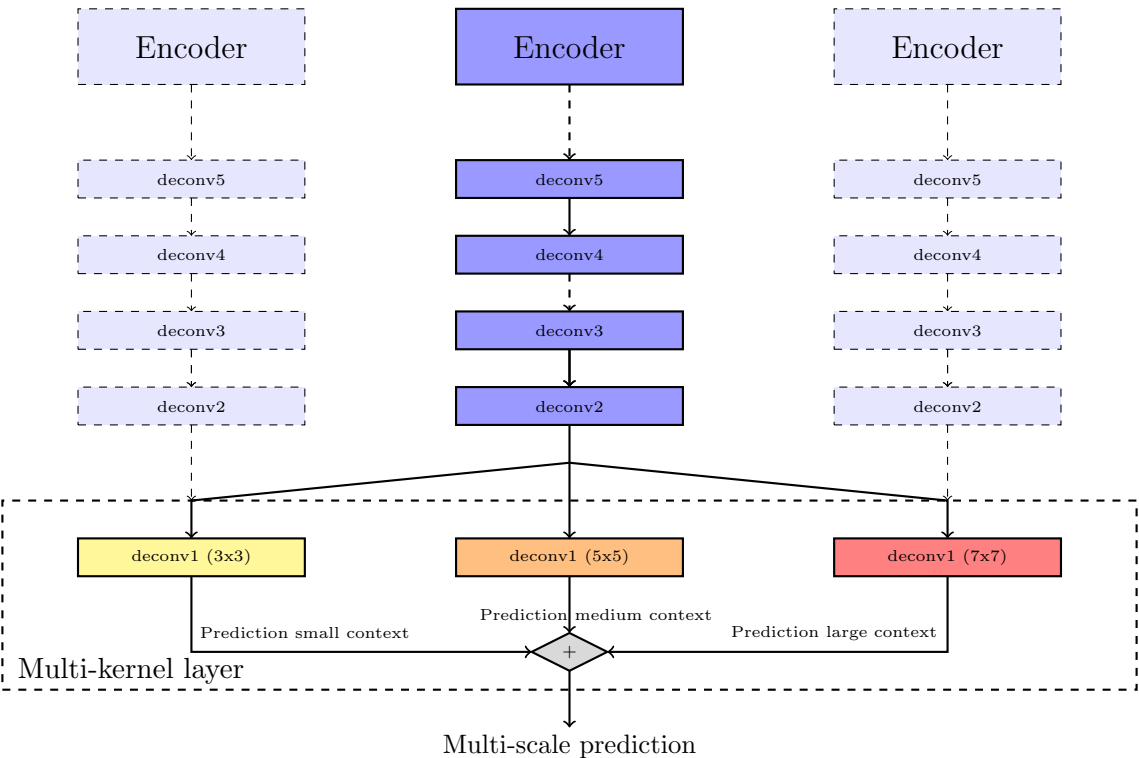 Encoder
Encoder
Encoder
deconv5
deconv5
deconv5
deconv4
deconv4
deconv4
deconv3
deconv3
deconv3
deconv2
deconv2
deconv2
deconv1 (3x3)
deconv1 (5x5)
deconv1 (7x7)
Prediction medium context
Prediction small context
Prediction large context
+
Multi-kernel layer
Multi-scale prediction